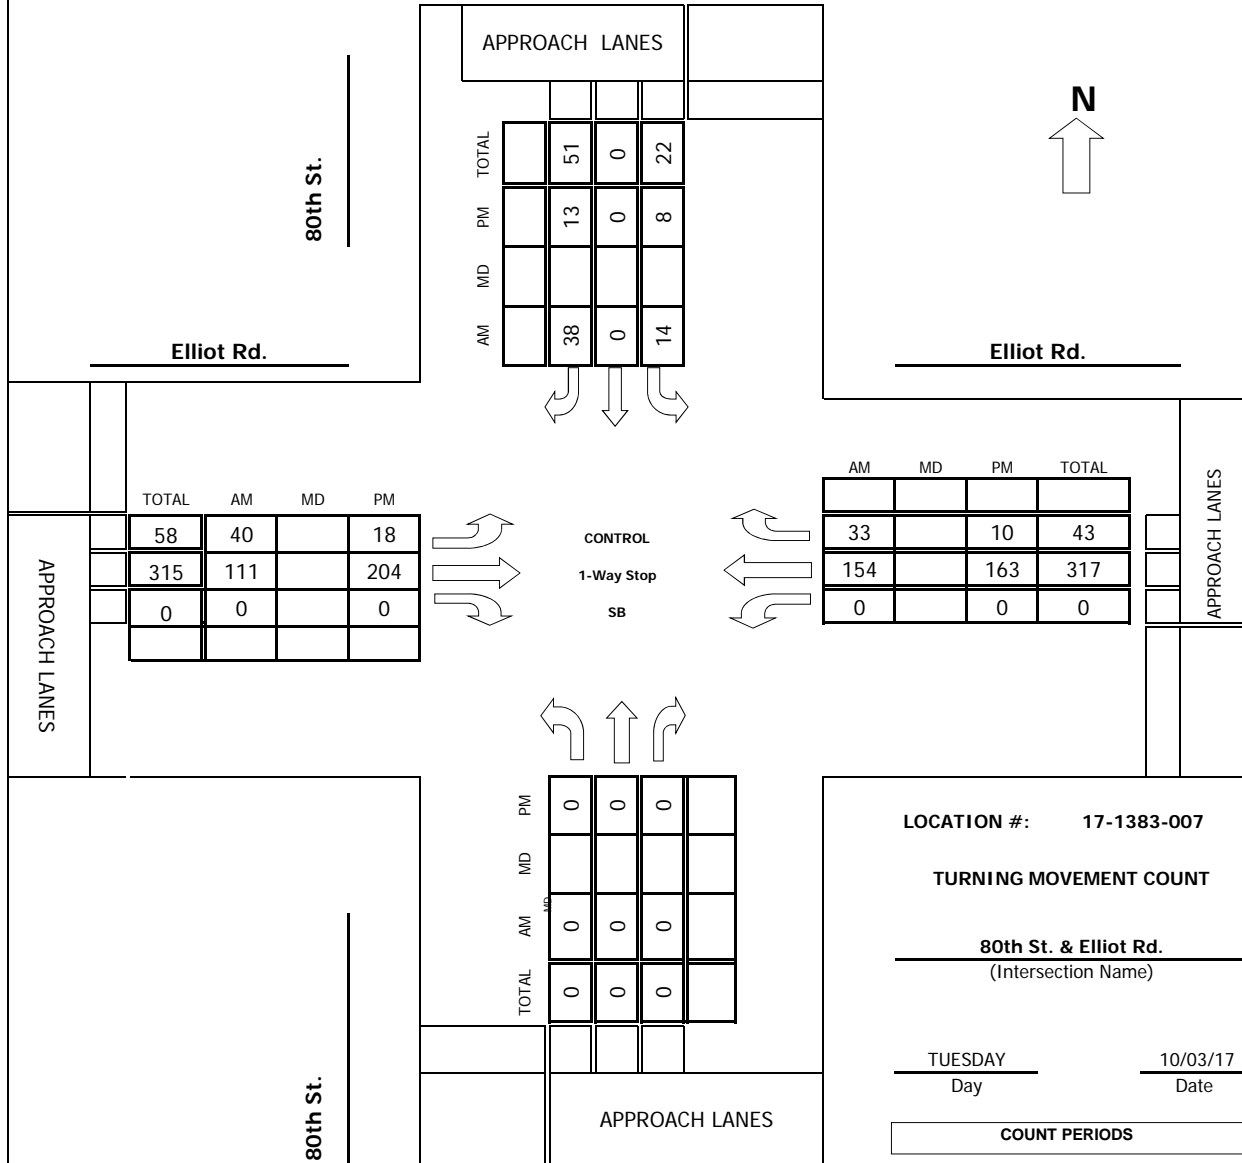 APPROACH LANES
N
80th St.
TOTAL 51 0 22
PM 13 0 8
MD
AM 38 0 14
Elliot Rd.
Elliot Rd.
AM MD PM TOTAL
33 10 43
154 163 317
0 0 0
APPROACH LANES
TOTAL AM MD PM
58 40 18
315 111 204
0 0 0
APPROACH LANES
CONTROL
1-Way Stop
SB
PM 0 0 0
MD
MD
AM 0 0 0
TOTAL 0 0 0
80th St.
APPROACH LANES
LOCATION #: 17-1383-007
TURNING MOVEMENT COUNT
80th St. & Elliot Rd.
(Intersection Name)
TUESDAY 10/03/17
Day Date
COUNT PERIODS